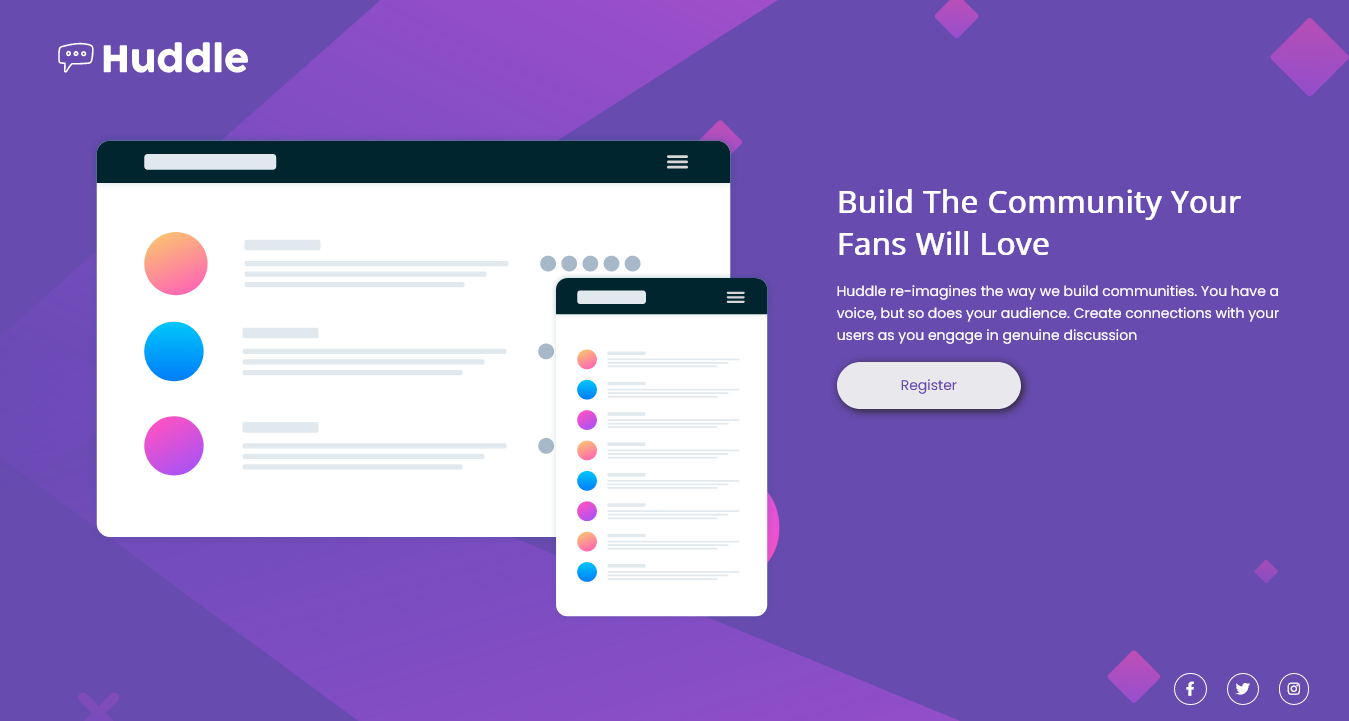 Huddle
Build The Community Your
Fans Will Love
Huddle re-imagines the way we build communities. You have a
voice, but so does your audience. Create connections with your
users as you engage in genuine discussion
Register